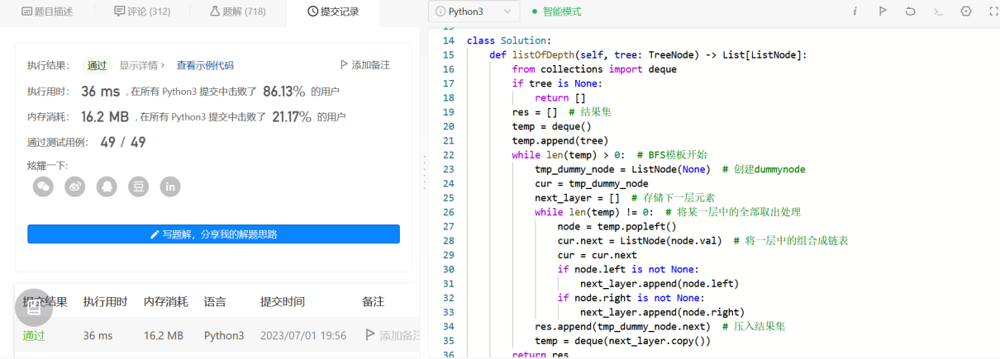 题目描述
评论 (312)
题解 (718)
提交记录
执行结果: 通过 显示详情 › 查看示例代码 添加备注
执行用时: 36 ms , 在所有 Python3 提交中击败了 86.13% 的用户
内存消耗: 16.2 MB , 在所有 Python3 提交中击败了 21.17% 的用户
通过测试用例: 49 / 49
炫耀一下:
豆 in
写题解, 分享我的解题思路
提交结果 执行用时 内存消耗 语言 提交时间 备注
通过 36 ms 16.2 MB Python3 2023/07/01 19:56 添加备注
Python3 智能模式
13
14 class Solution:
15     def listOfDepth(self, tree: TreeNode) -> List[ListNode]:
16         from collections import deque
17         if tree is None:
18             return []
19         res = []  # 结果集
20         temp = deque()
21         temp.append(tree)
22         while len(temp) > 0:  # BFS模板开始
23             tmp_dummy_node = ListNode(None)  # 创建dummynode
24             cur = tmp_dummy_node
25             next_layer = []  # 存储下一层元素
26             while len(temp) != 0:  # 将某一层中的全部取出处理
27                 node = temp.popleft()
28                 cur.next = ListNode(node.val)  # 将一层中的组合成链表
29                 cur = cur.next
30                 if node.left is not None:
31                     next_layer.append(node.left)
32                 if node.right is not None:
33                     next_layer.append(node.right)
34             res.append(tmp_dummy_node.next)  # 压入结果集
35             temp = deque(next_layer.copy())
36         return res